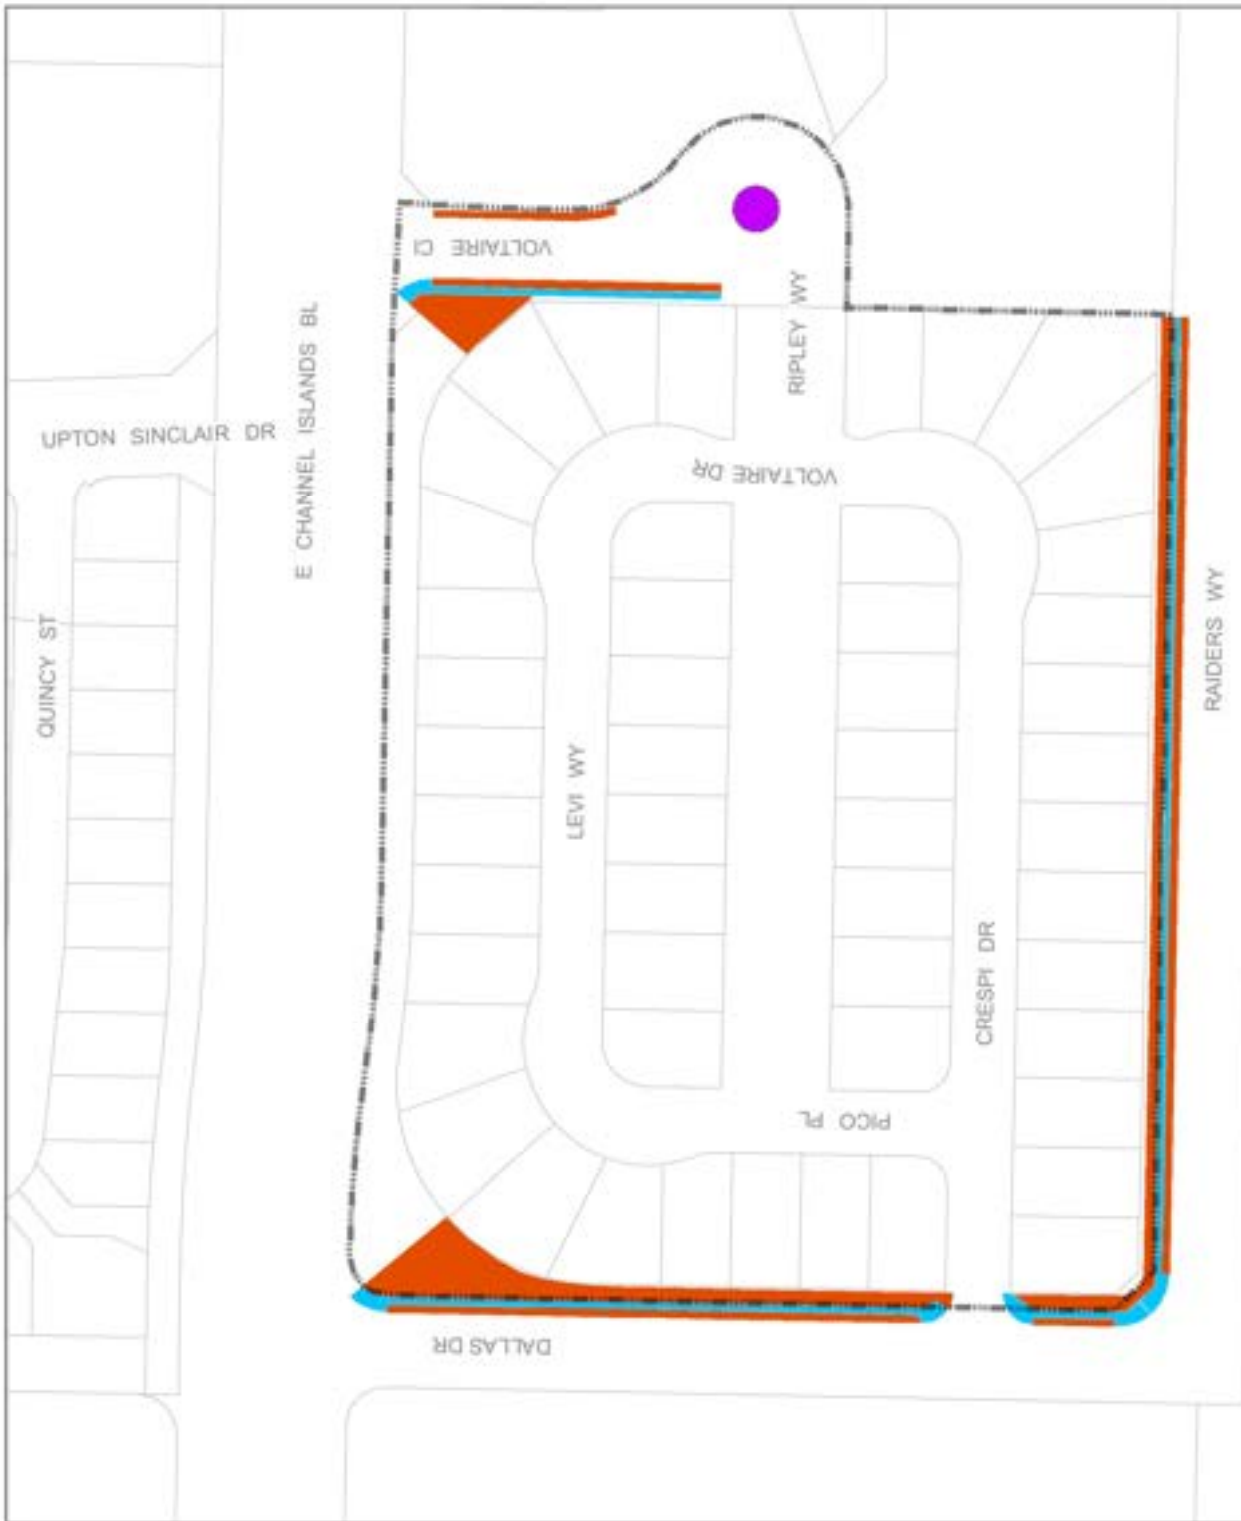 VOLTAIRE CI
RIPLEY WY
E CHANNEL ISLANDS BL
UPTON SINCLAIR DR
VOLTAIRE DR
QUINCY ST
RAIDERS WY
LEVI WY
CRESPI DR
PICO PL
DALLAS DR